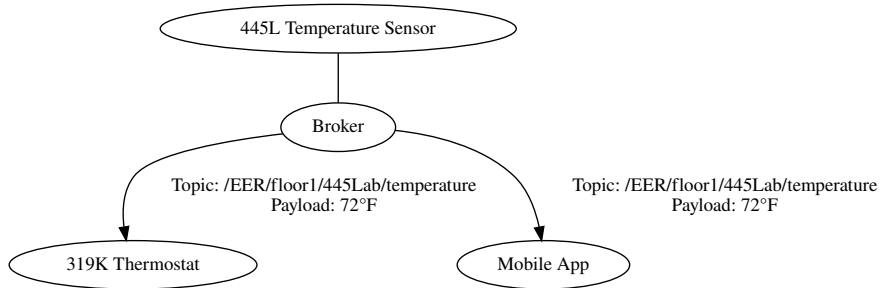 445L Temperature Sensor
Broker
Topic: /EER/floor1/445Lab/temperature
Payload: 72°F
Topic: /EER/floor1/445Lab/temperature
Payload: 72°F
319K Thermostat
Mobile App